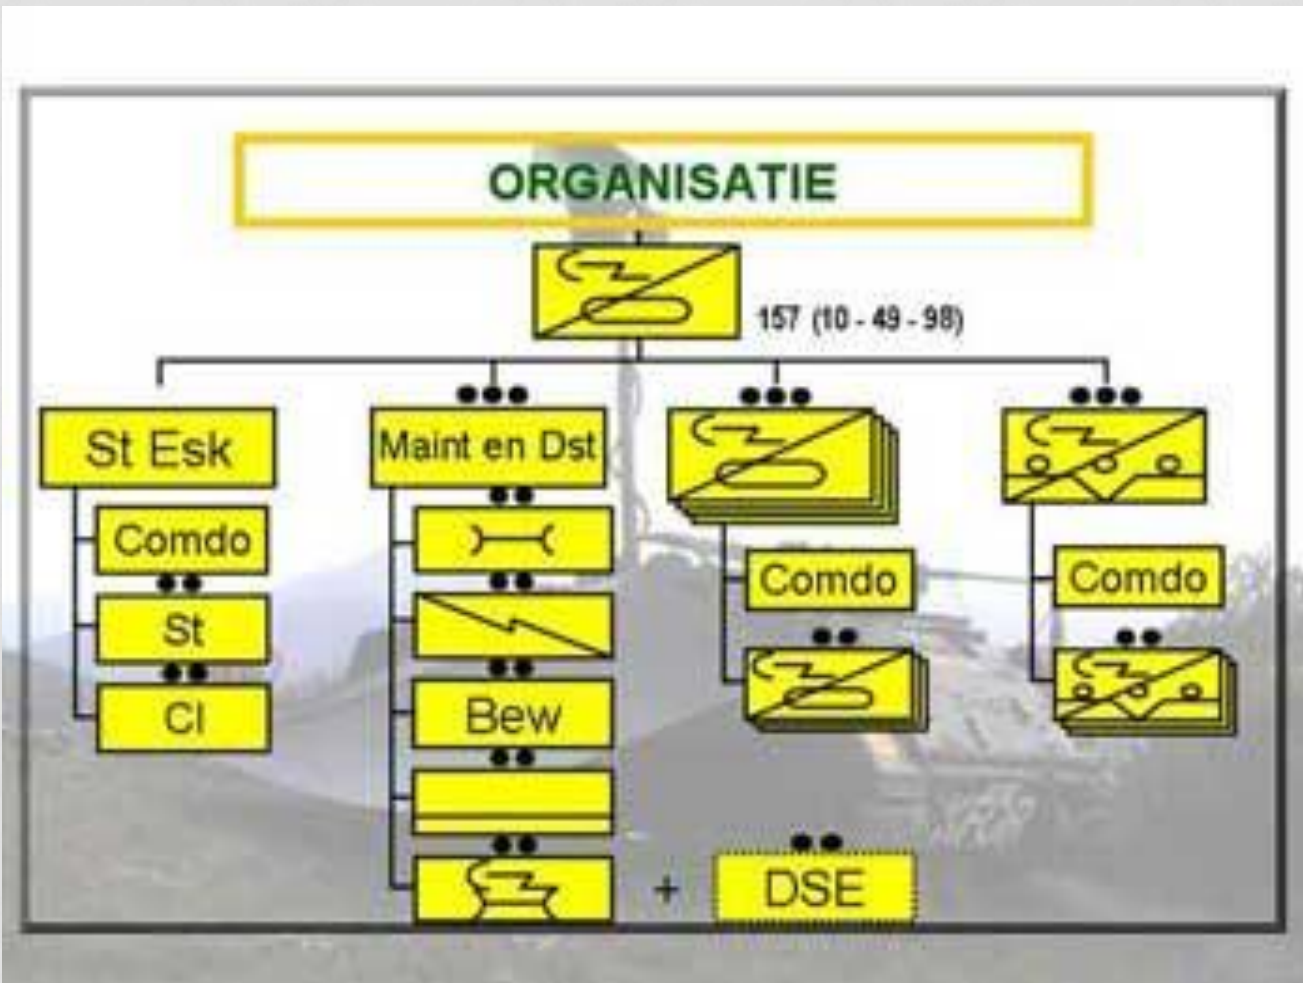 ORGANISATIE
157 (10 - 49 - 98)
St Esk
Comdo
St
Cl
Maint en Dst
Bew
Comdo
Comdo
+
DSE